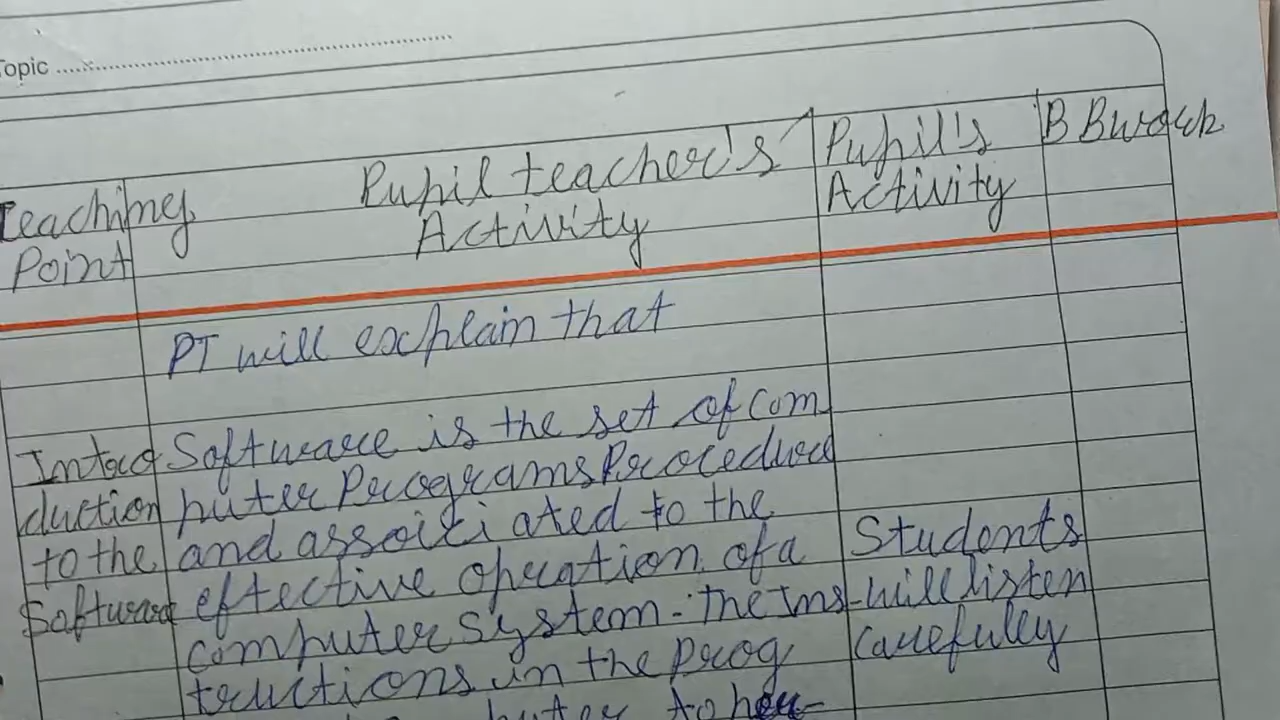 Topic
Teaching Point
Pupil teacher's Activity
Pupil's Activity
B Bwork
PT will explain that
Intro
duction
to the
Software
Software is the set of com
puter Programs Procedure
and assoiciated to the
effective operation of a
computer system. The Ins
tructions in the prog
Students
will listen
carefully